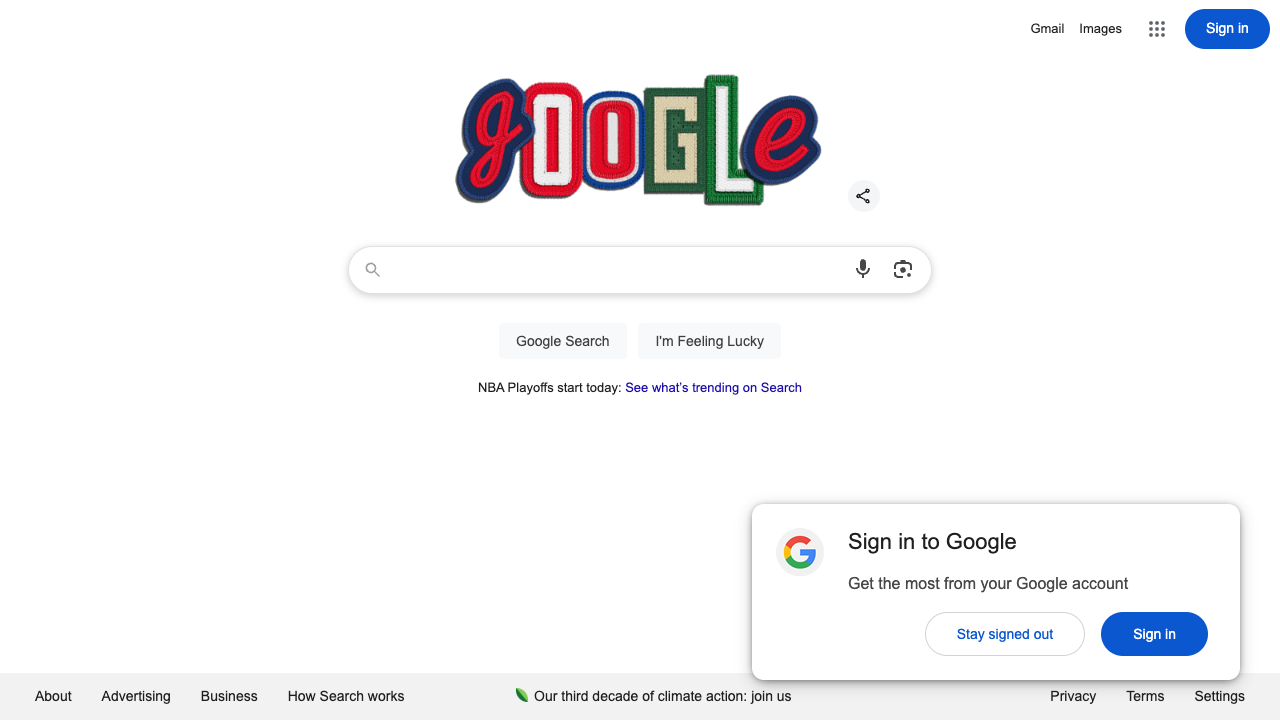 Gmail Images Sign in
gOOGLe
Google Search I'm Feeling Lucky
NBA Playoffs start today: See what's trending on Search
Sign in to Google
Get the most from your Google account
Stay signed out Sign in
About Advertising Business How Search works Our third decade of climate action: join us Privacy Terms Settings